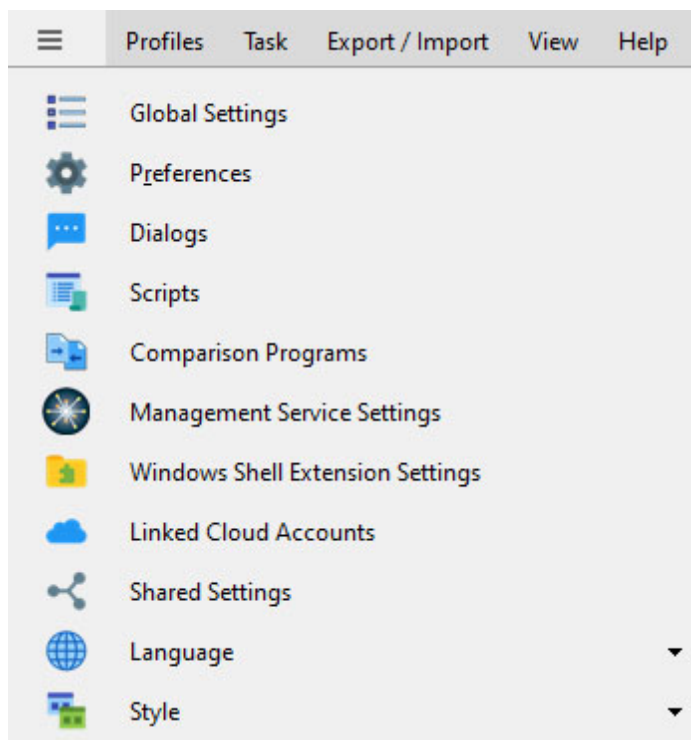 Profiles Task Export / Import View Help
Global Settings
Preferences
Dialogs
Scripts
Comparison Programs
Management Service Settings
Windows Shell Extension Settings
Linked Cloud Accounts
Shared Settings
Language
Style